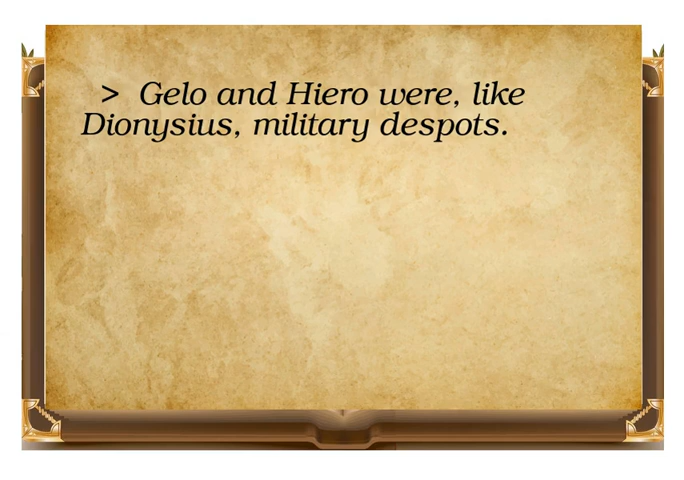 > Gelo and Hiero were, like
Dionysius, military despots.